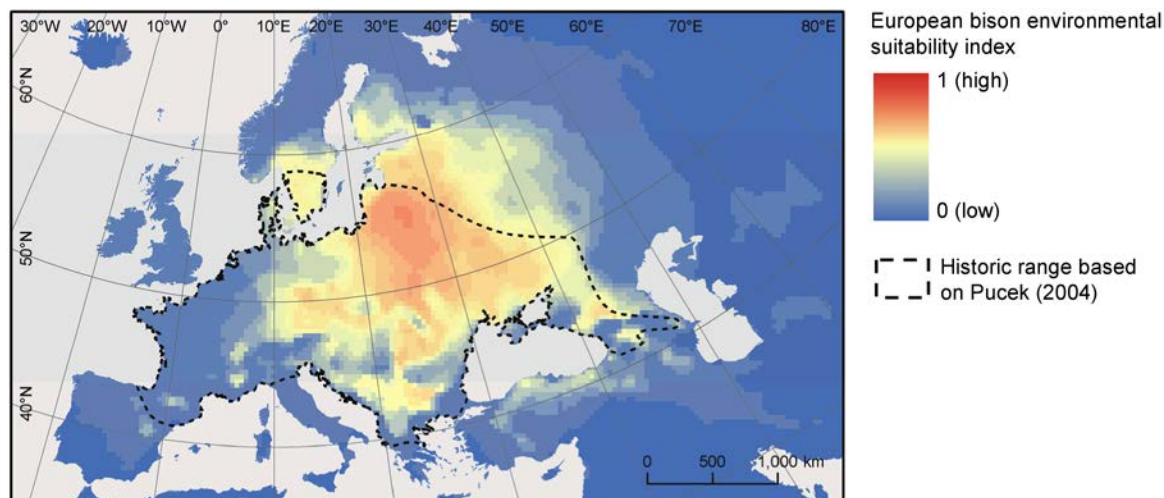 30°W 20°W 10°W 0° 10°E 20°E 30°E 40°E 50°E 60°E 70°E 80°E
60°N
50°N
40°N
0 500 1,000 km
European bison environmental
suitability index
1 (high)
0 (low)
Historic range based
on Pucek (2004)